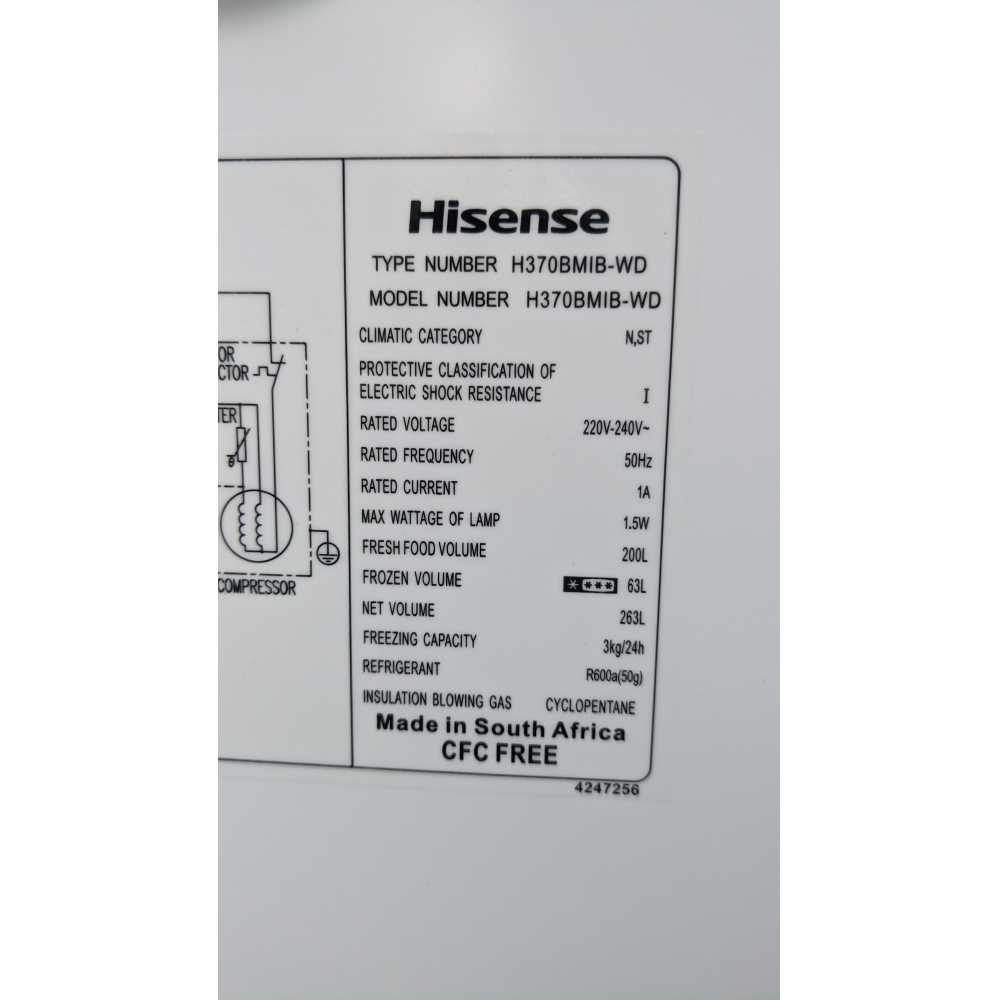 Hisense
TYPE NUMBER H370BMIB-WD
MODEL NUMBER H370BMIB-WD
CLIMATIC CATEGORY N,ST
PROTECTIVE CLASSIFICATION OF
ELECTRIC SHOCK RESISTANCE I
RATED VOLTAGE 220V-240V~
RATED FREQUENCY 50Hz
RATED CURRENT 1A
MAX WATTAGE OF LAMP 1.5W
FRESH FOOD VOLUME 200L
FROZEN VOLUME 63L
NET VOLUME 263L
FREEZING CAPACITY 3kg/24h
REFRIGERANT R600a(50g)
INSULATION BLOWING GAS CYCLOPENTANE
Made in South Africa
CFC FREE
4247256
OR
CTOR
TER
COMPRESSOR